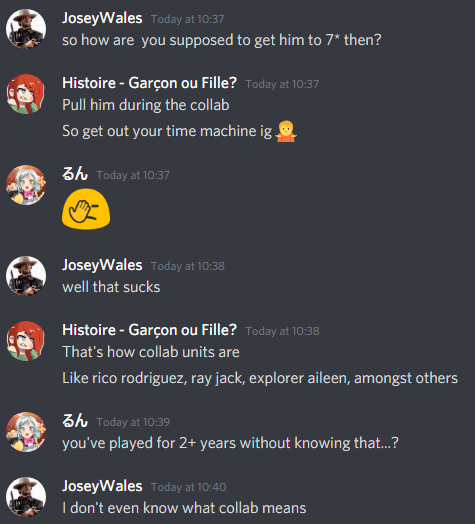 JoseyWales Today at 10:37
so how are you supposed to get him to 7* then?
Histoire - Garçon ou Fille? Today at 10:37
Pull him during the collab
So get out your time machine ig
るん Today at 10:37
JoseyWales Today at 10:38
well that sucks
Histoire - Garçon ou Fille? Today at 10:38
That's how collab units are
Like rico rodriguez, ray jack, explorer aileen, amongst others
るん Today at 10:39
you've played for 2+ years without knowing that...?
JoseyWales Today at 10:40
I don't even know what collab means